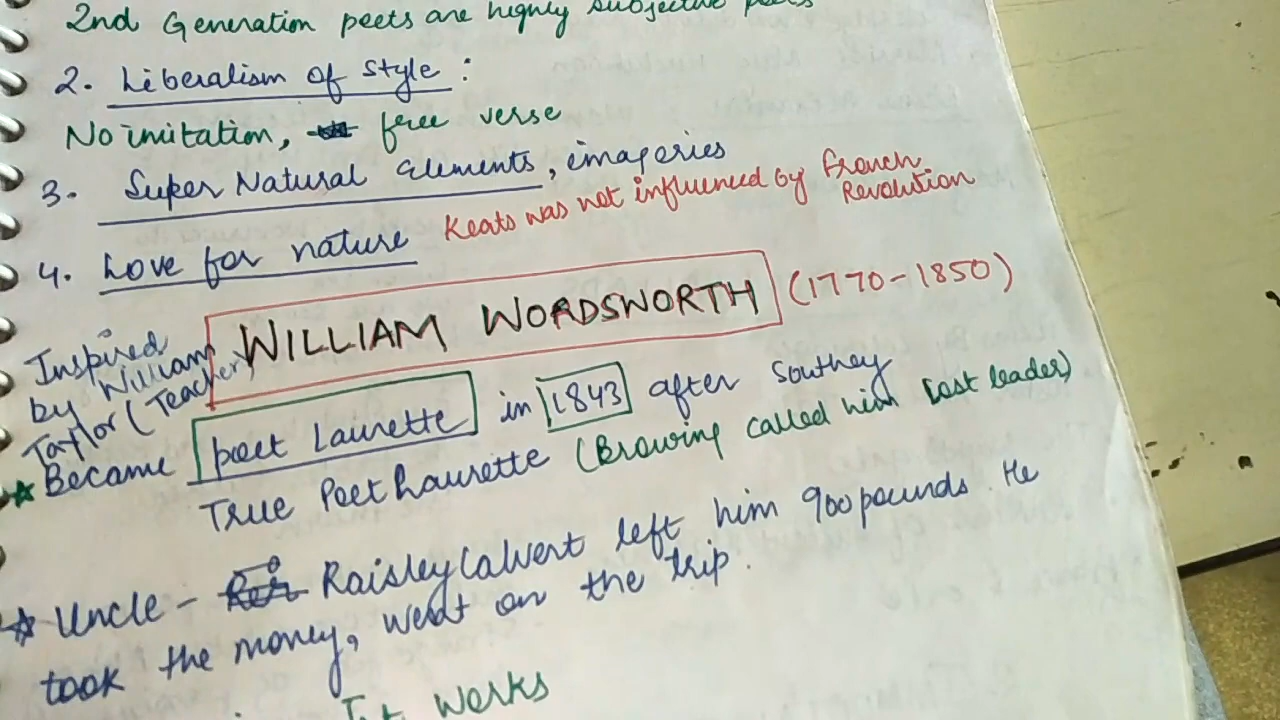 2nd Generation poets are highly subjective poets
2. Liberalism of Style :
No imitation, free verse
3. Super Natural elements, imageries
Keats was not influenced by French Revolution
4. Love for nature
WILLIAM WORDSWORTH (1770-1850)
Inspired
by William
Taylor (Teacher)
★ Became poet Laurette in 1843 after Southey
True Poet Laurette (Browing called him Lost leader)
☆ Uncle - Raisley Calvert left him 900 pounds He
took the money, went on the trip.
Works